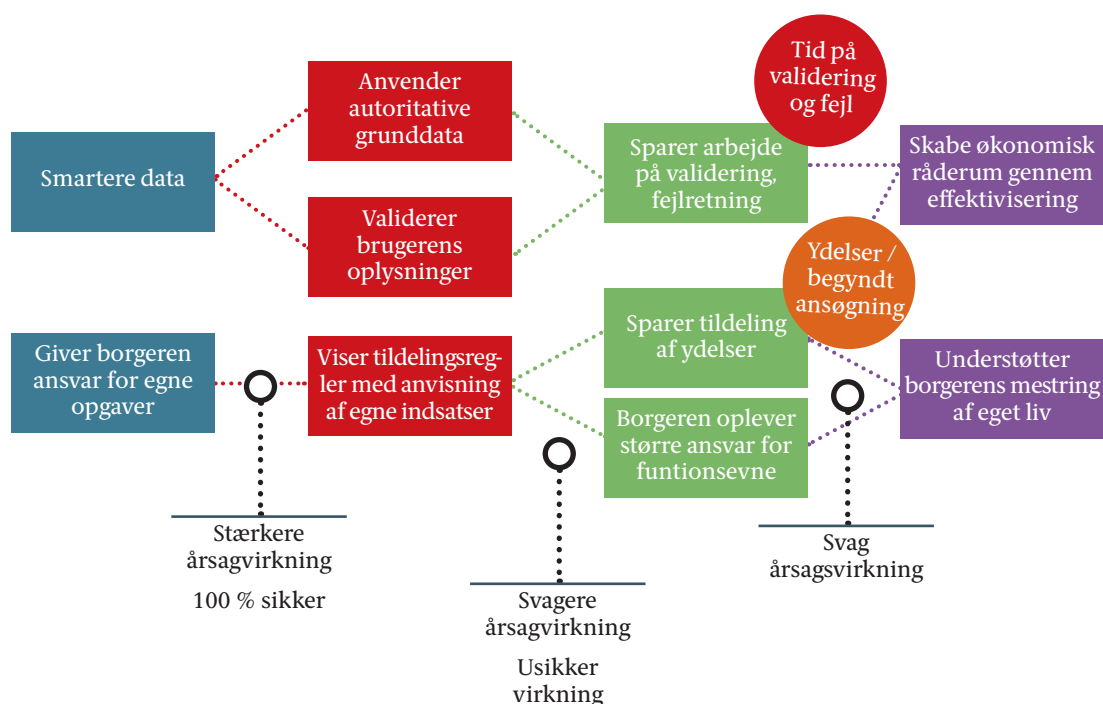 Smartere data
Anvender
autoritative
grunddata
Validerer
brugerens
oplysninger
Sparer arbejde
på validering,
fejlretning
Tid på
validering
og fejl
Skabe økonomisk
råderum gennem
effektivisering
Giver borgeren
ansvar for egne
opgaver
Viser tildelingsreg-
ler med anvisning
af egne indsatser
Sparer tildeling
af ydelser
Ydelser /
begyndt
ansøgning
Borgeren oplever
større ansvar for
funtionsevne
Understøtter
borgerens mestring
af eget liv
Stærkere
årsagvirkning
100 % sikker
Svagere
årsagvirkning
Usikker
virkning
Svag
årsagsvirkning